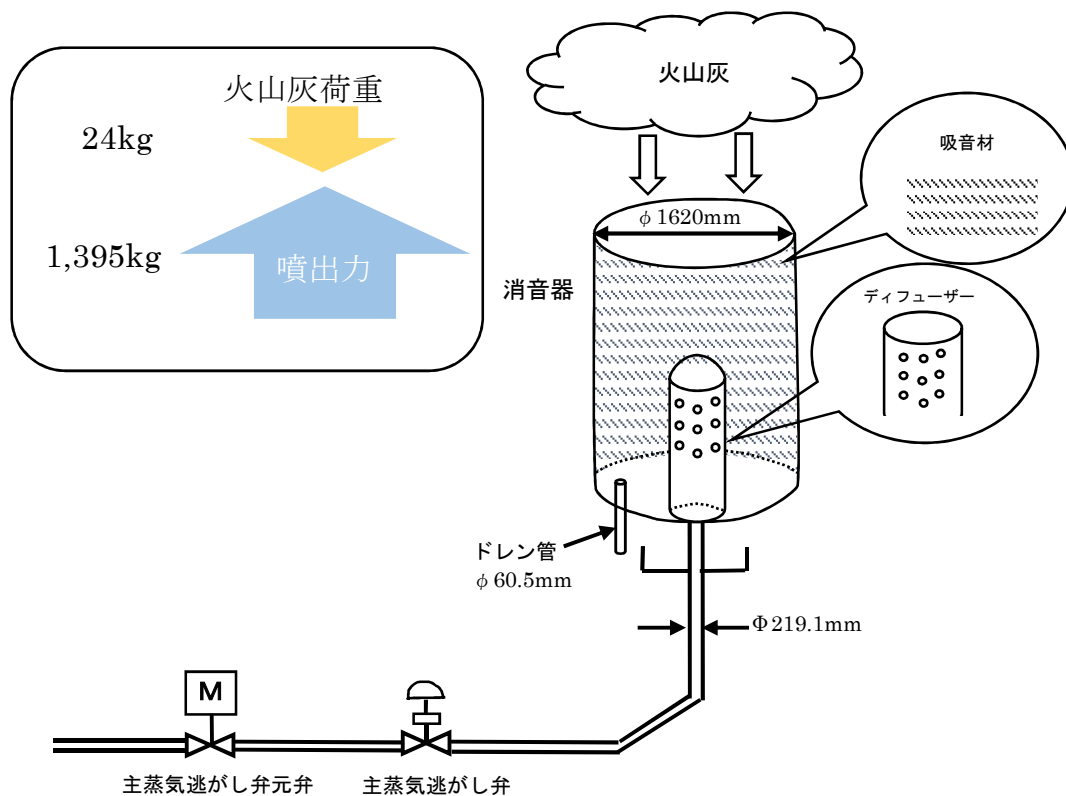 火山灰荷重
24kg
1,395kg
噴出力
火山灰
吸音材
φ1620mm
消音器
ディフューザー
ドレン管
φ60.5mm
Φ219.1mm
M
主蒸気逃がし弁元弁
主蒸気逃がし弁